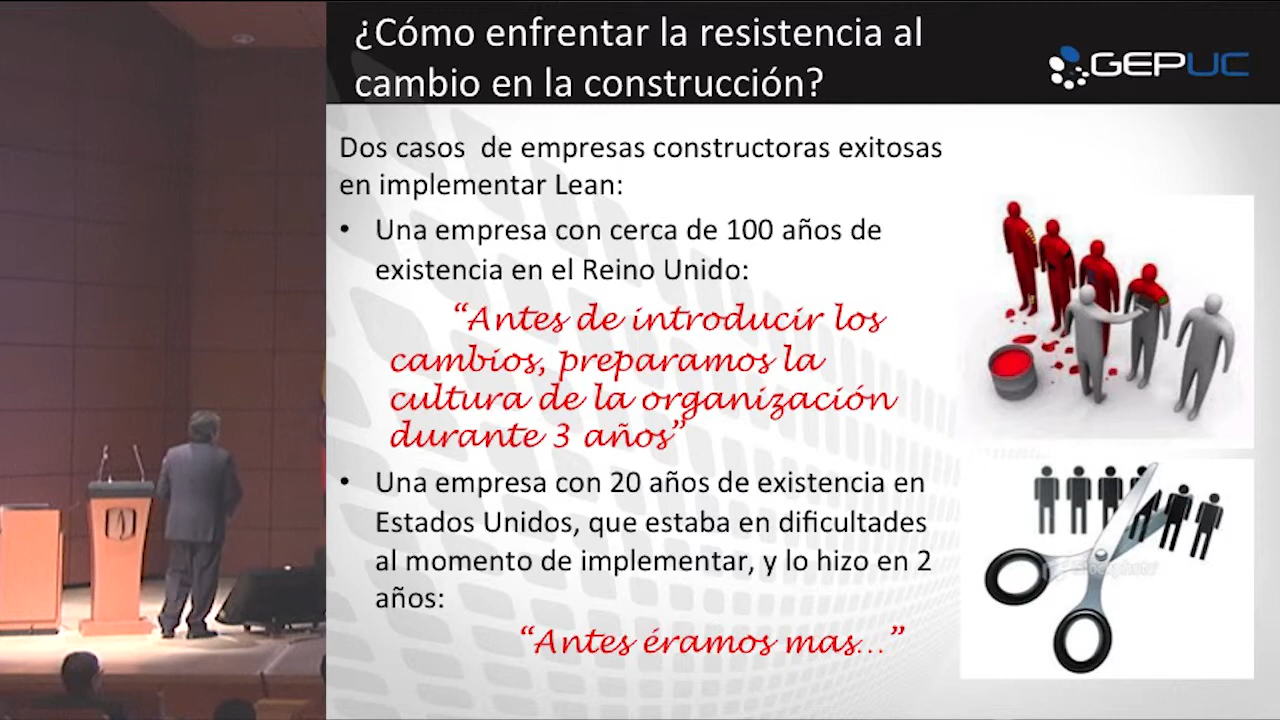 ¿Cómo enfrentar la resistencia al
cambio en la construcción?
GEPUC
Dos casos  de empresas constructoras exitosas
en implementar Lean:
• Una empresa con cerca de 100 años de
existencia en el Reino Unido:
“Antes de introducir los
cambios, preparamos la
cultura de la organización
durante 3 años”
• Una empresa con 20 años de existencia en
Estados Unidos, que estaba en dificultades
al momento de implementar, y lo hizo en 2
años:
“Antes éramos mas...”